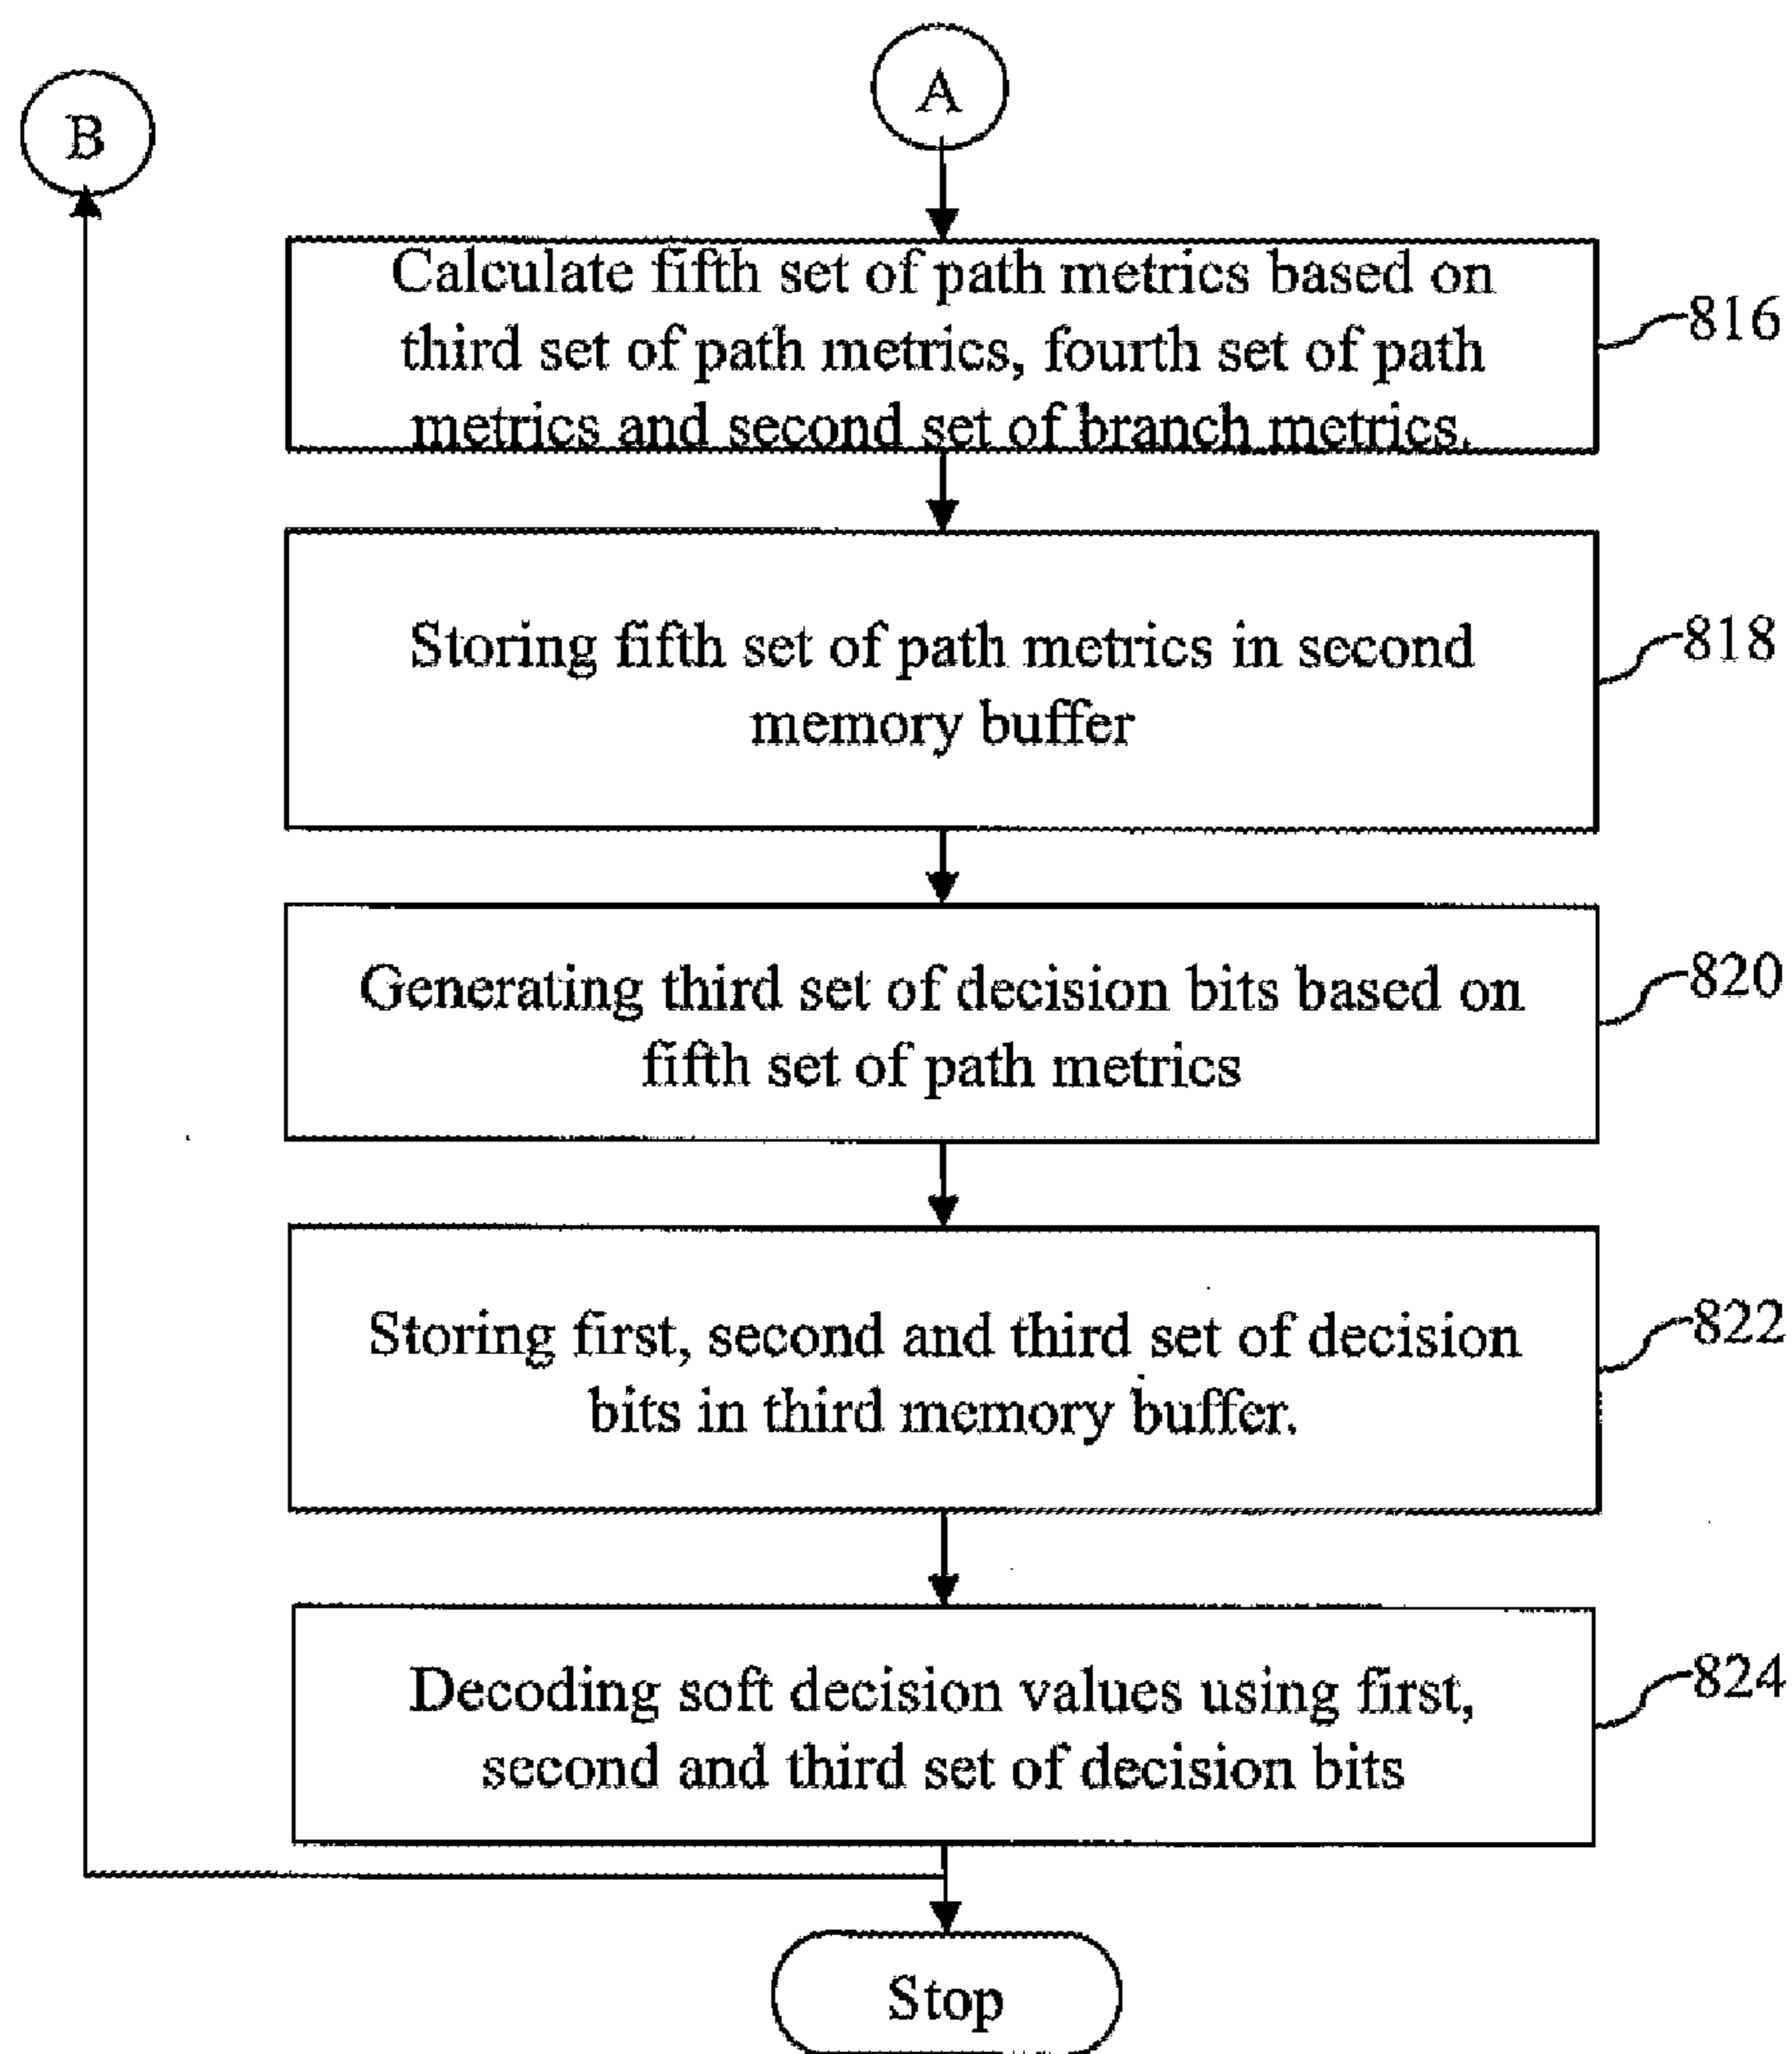 A
B
Calculate fifth set of path metrics based on
third set of path metrics, fourth set of path
metrics and second set of branch metrics.
816
Storing fifth set of path metrics in second
memory buffer
818
Generating third set of decision bits based on
fifth set of path metrics
820
Storing first, second and third set of decision
bits in third memory buffer.
822
Decoding soft decision values using first,
second and third set of decision bits
824
Stop